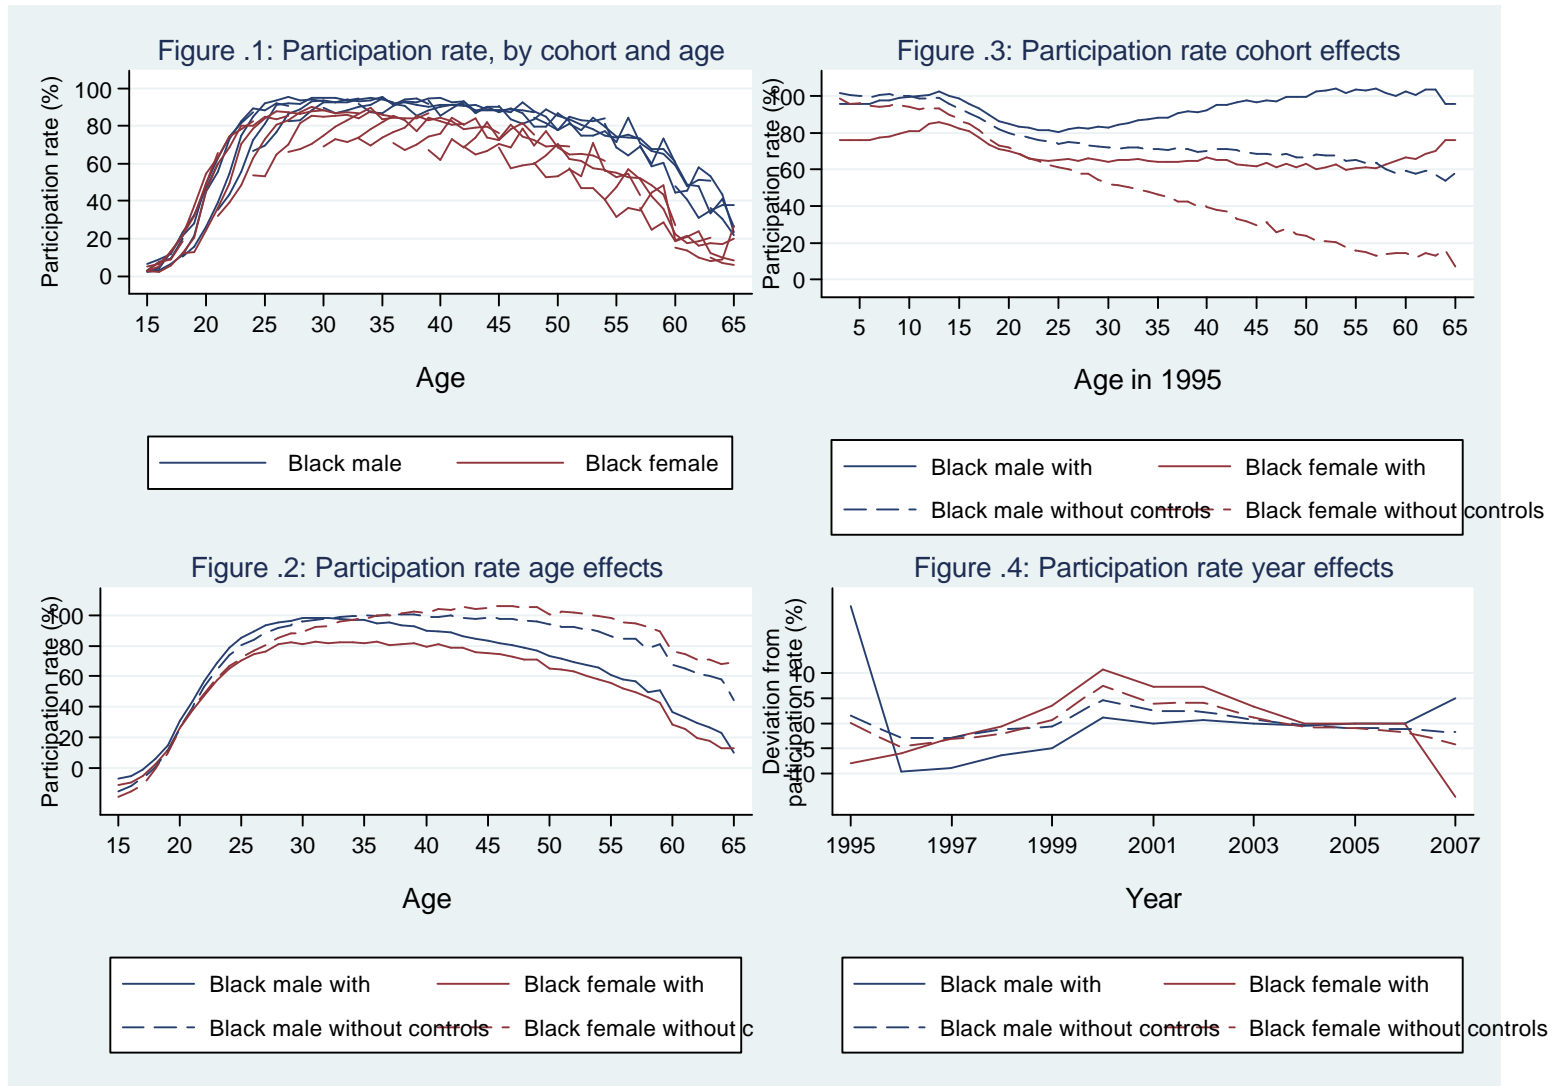 Figure .1: Participation rate, by cohort and age
Participation rate (%)
100
80
60
40
20
0
15 20 25 30 35 40 45 50 55 60 65
Age
Black male Black female
Figure .3: Participation rate cohort effects
Participation rate (%)
100
80
60
40
20
0
5 10 15 20 25 30 35 40 45 50 55 60 65
Age in 1995
Black male with Black female with
Black male without controls Black female without controls
Figure .2: Participation rate age effects
Participation rate (%)
100
80
60
40
20
0
15 20 25 30 35 40 45 50 55 60 65
Age
Black male with Black female with
Black male without controls Black female without c
Figure .4: Participation rate year effects
Deviation from
participation rate (%)
10
5
0
-5
-10
1995 1997 1999 2001 2003 2005 2007
Year
Black male with Black female with
Black male without controls Black female without controls